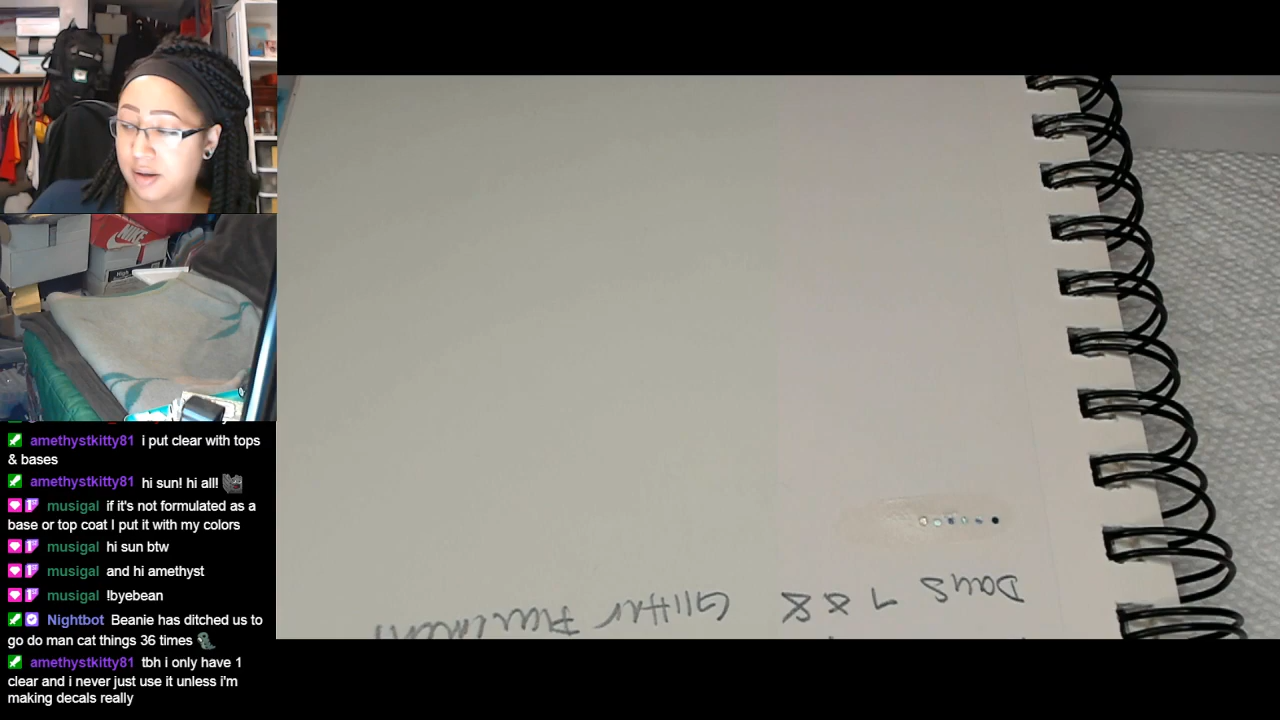 NIKE
amethystkitty81 i put clear with tops
& bases
amethystkitty81 hi sun! hi all!
musigal if it's not formulated as a
base or top coat I put it with my colors
musigal hi sun btw
musigal and hi amethyst
musigal !byebean
Nightbot Beanie has ditched us to
go do man cat things 36 times
amethystkitty81 tbh i only have 1
clear and i never just use it unless i'm
making decals really
Days 7 & 8 Glitter Placement